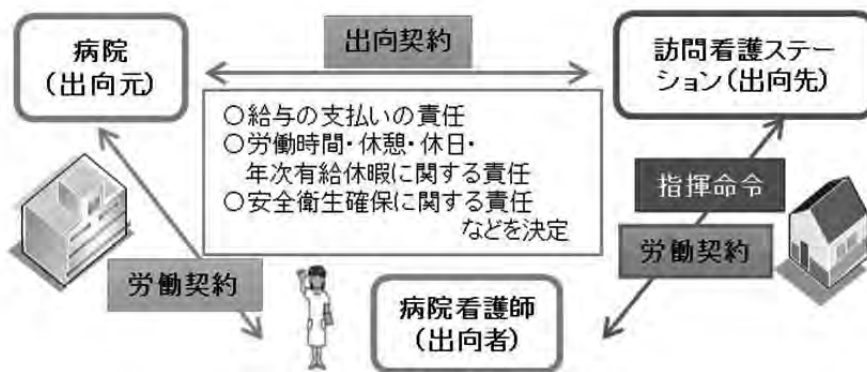 出向契約
病院
(出向元)
訪問看護ステー
ション(出向先)
○給与の支払いの責任
○労働時間・休憩・休日・
年次有給休暇に関する責任
○安全衛生確保に関する責任
などを決定
指揮命令
労働契約
労働契約
病院看護師
(出向者)